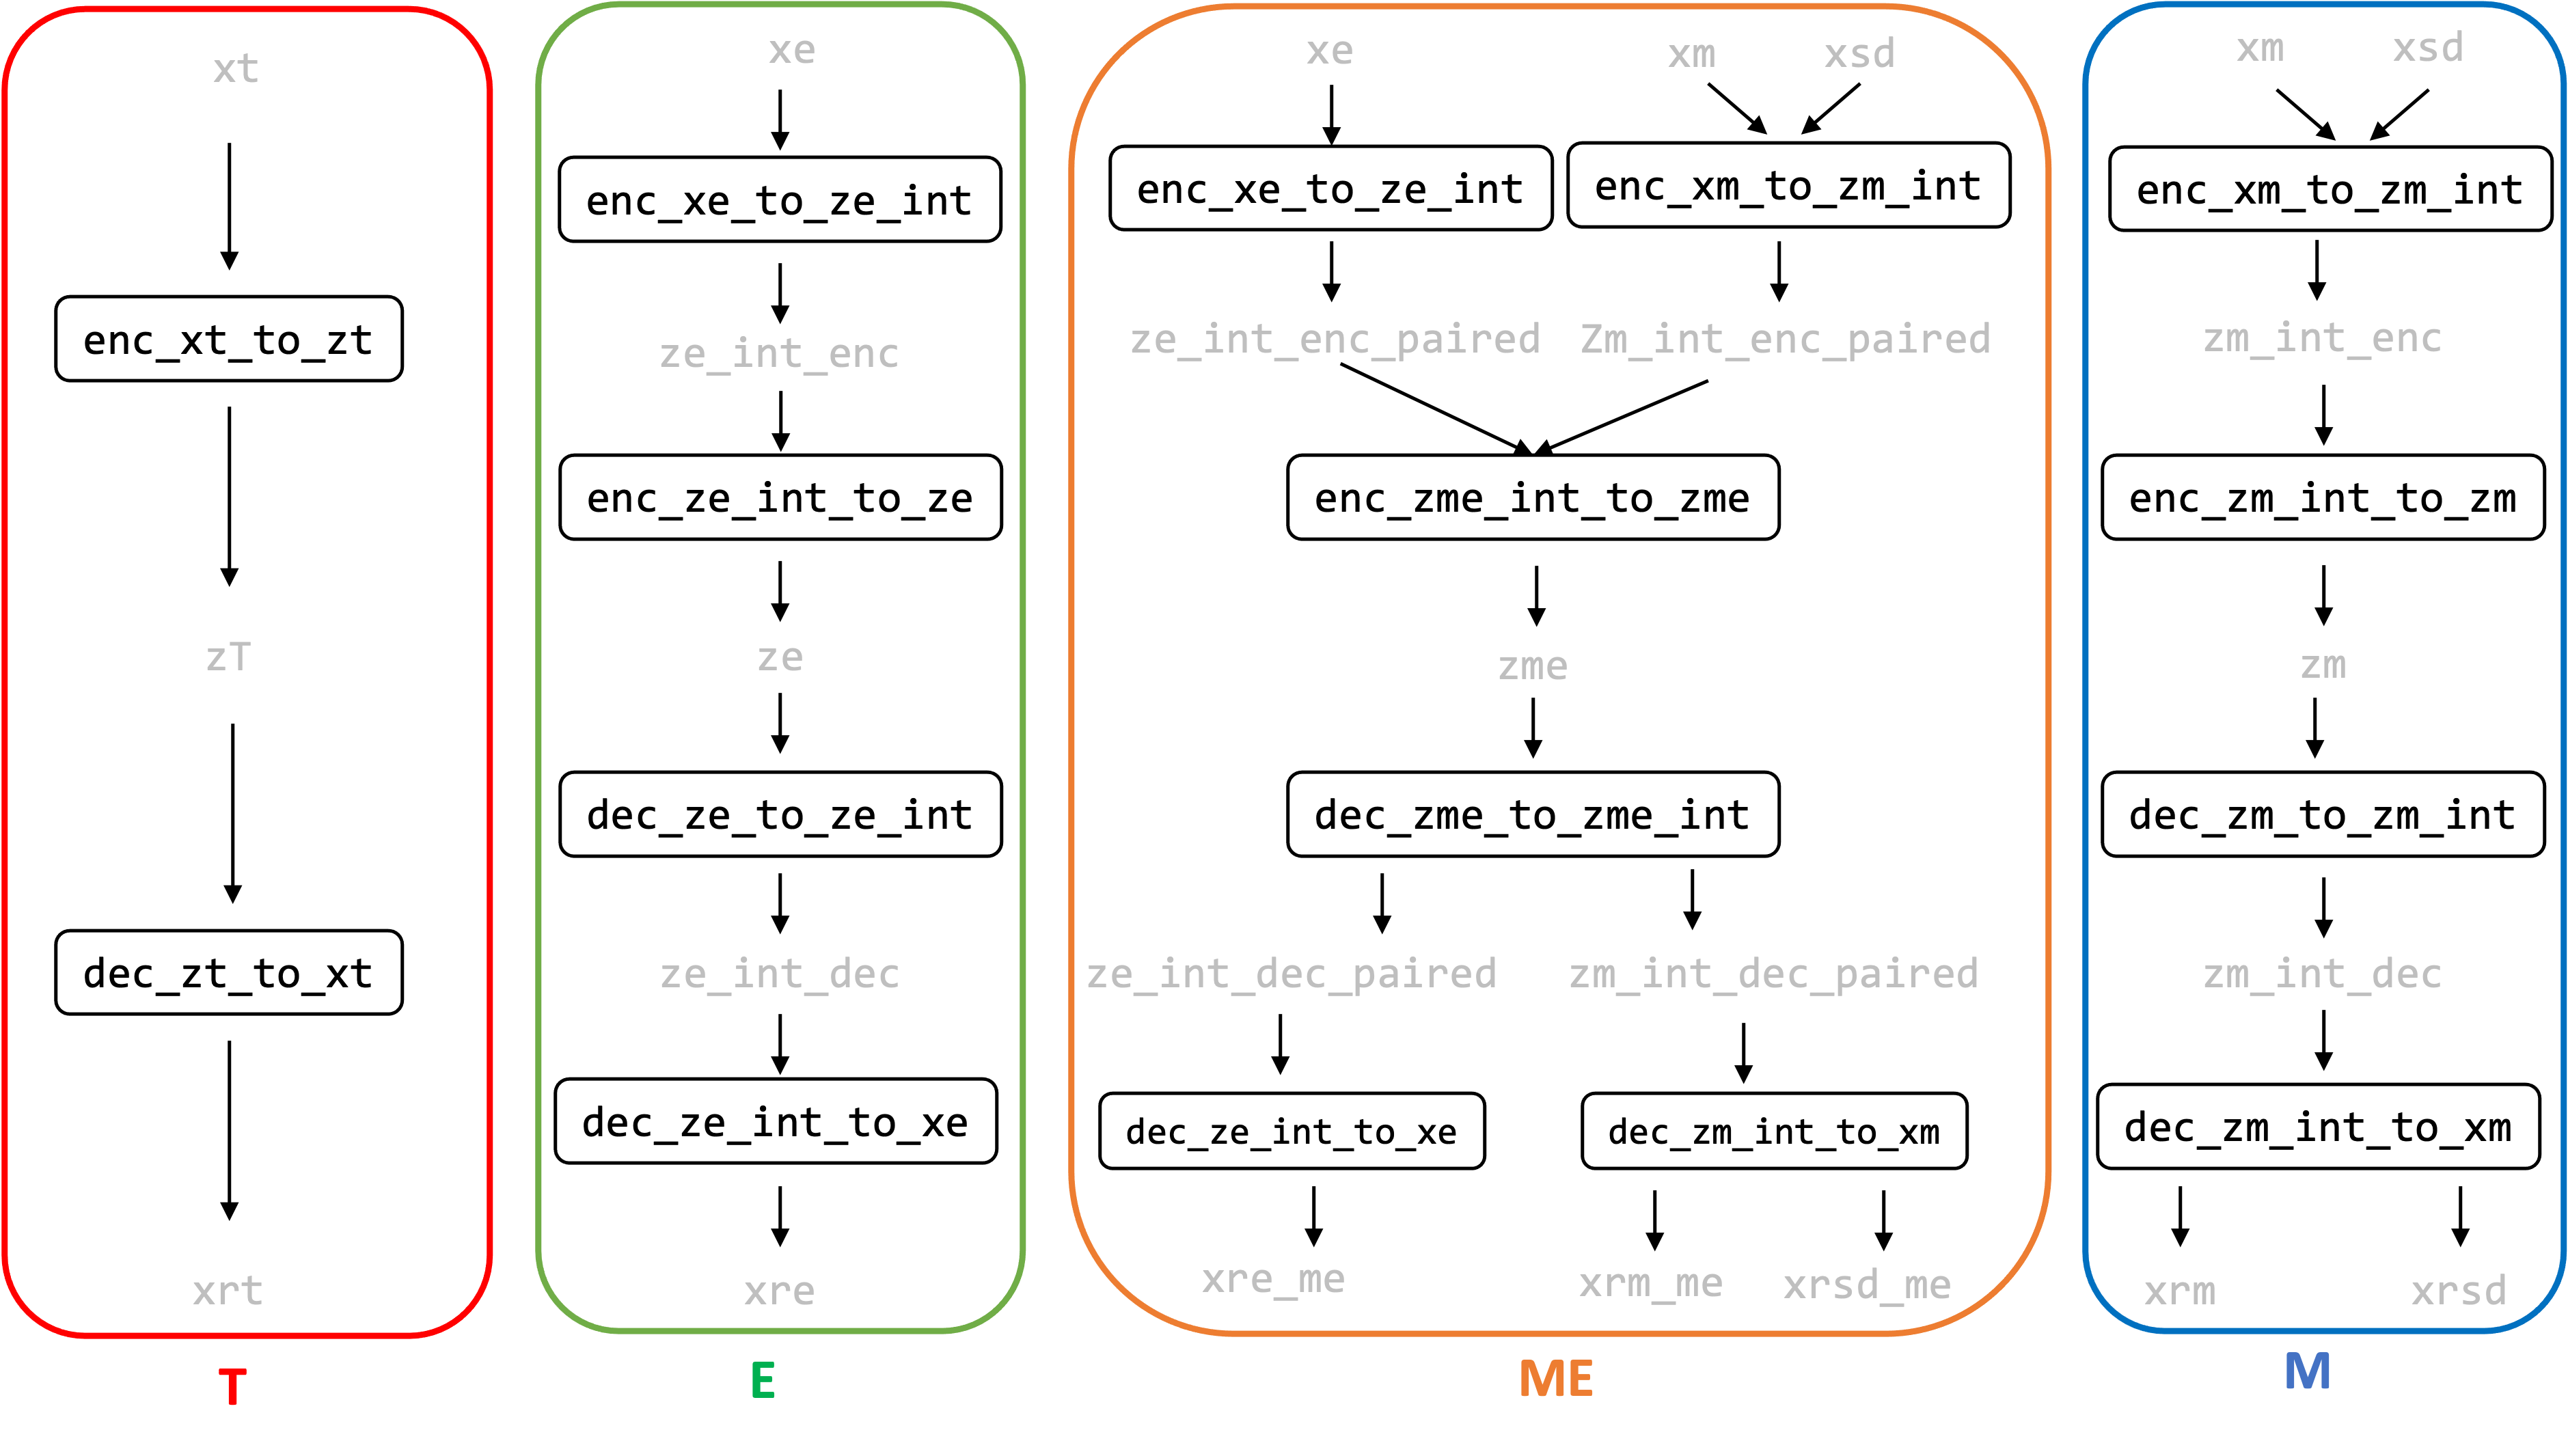 xt
enc_xt_to_zt
zT
dec_zt_to_xt
xrt
T
xe
enc_xe_to_ze_int
ze_int_enc
enc_ze_int_to_ze
ze
dec_ze_to_ze_int
ze_int_dec
dec_ze_int_to_xe
xre
E
xe xm xsd
enc_xe_to_ze_int enc_xm_to_zm_int
ze_int_enc_paired Zm_int_enc_paired
enc_zme_int_to_zme
zme
dec_zme_to_zme_int
ze_int_dec_paired zm_int_dec_paired
dec_ze_int_to_xe dec_zm_int_to_xm
xre_me xrm_me xrsd_me
ME
xm xsd
enc_xm_to_zm_int
zm_int_enc
enc_zm_int_to_zm
zm
dec_zm_to_zm_int
zm_int_dec
dec_zm_int_to_xm
xrm xrsd
M